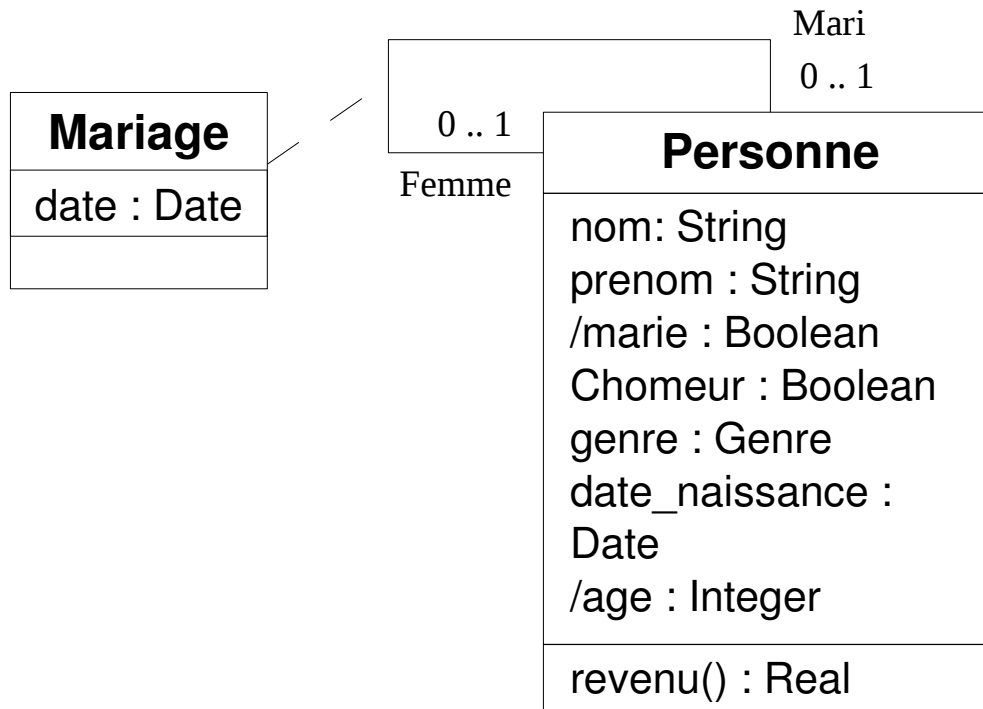 Mari
0 .. 1
Mariage
date : Date
0 .. 1
Femme
Personne
nom: String
prenom : String
/marie : Boolean
Chomeur : Boolean
genre : Genre
date_naissance :
Date
/age : Integer
revenu() : Real